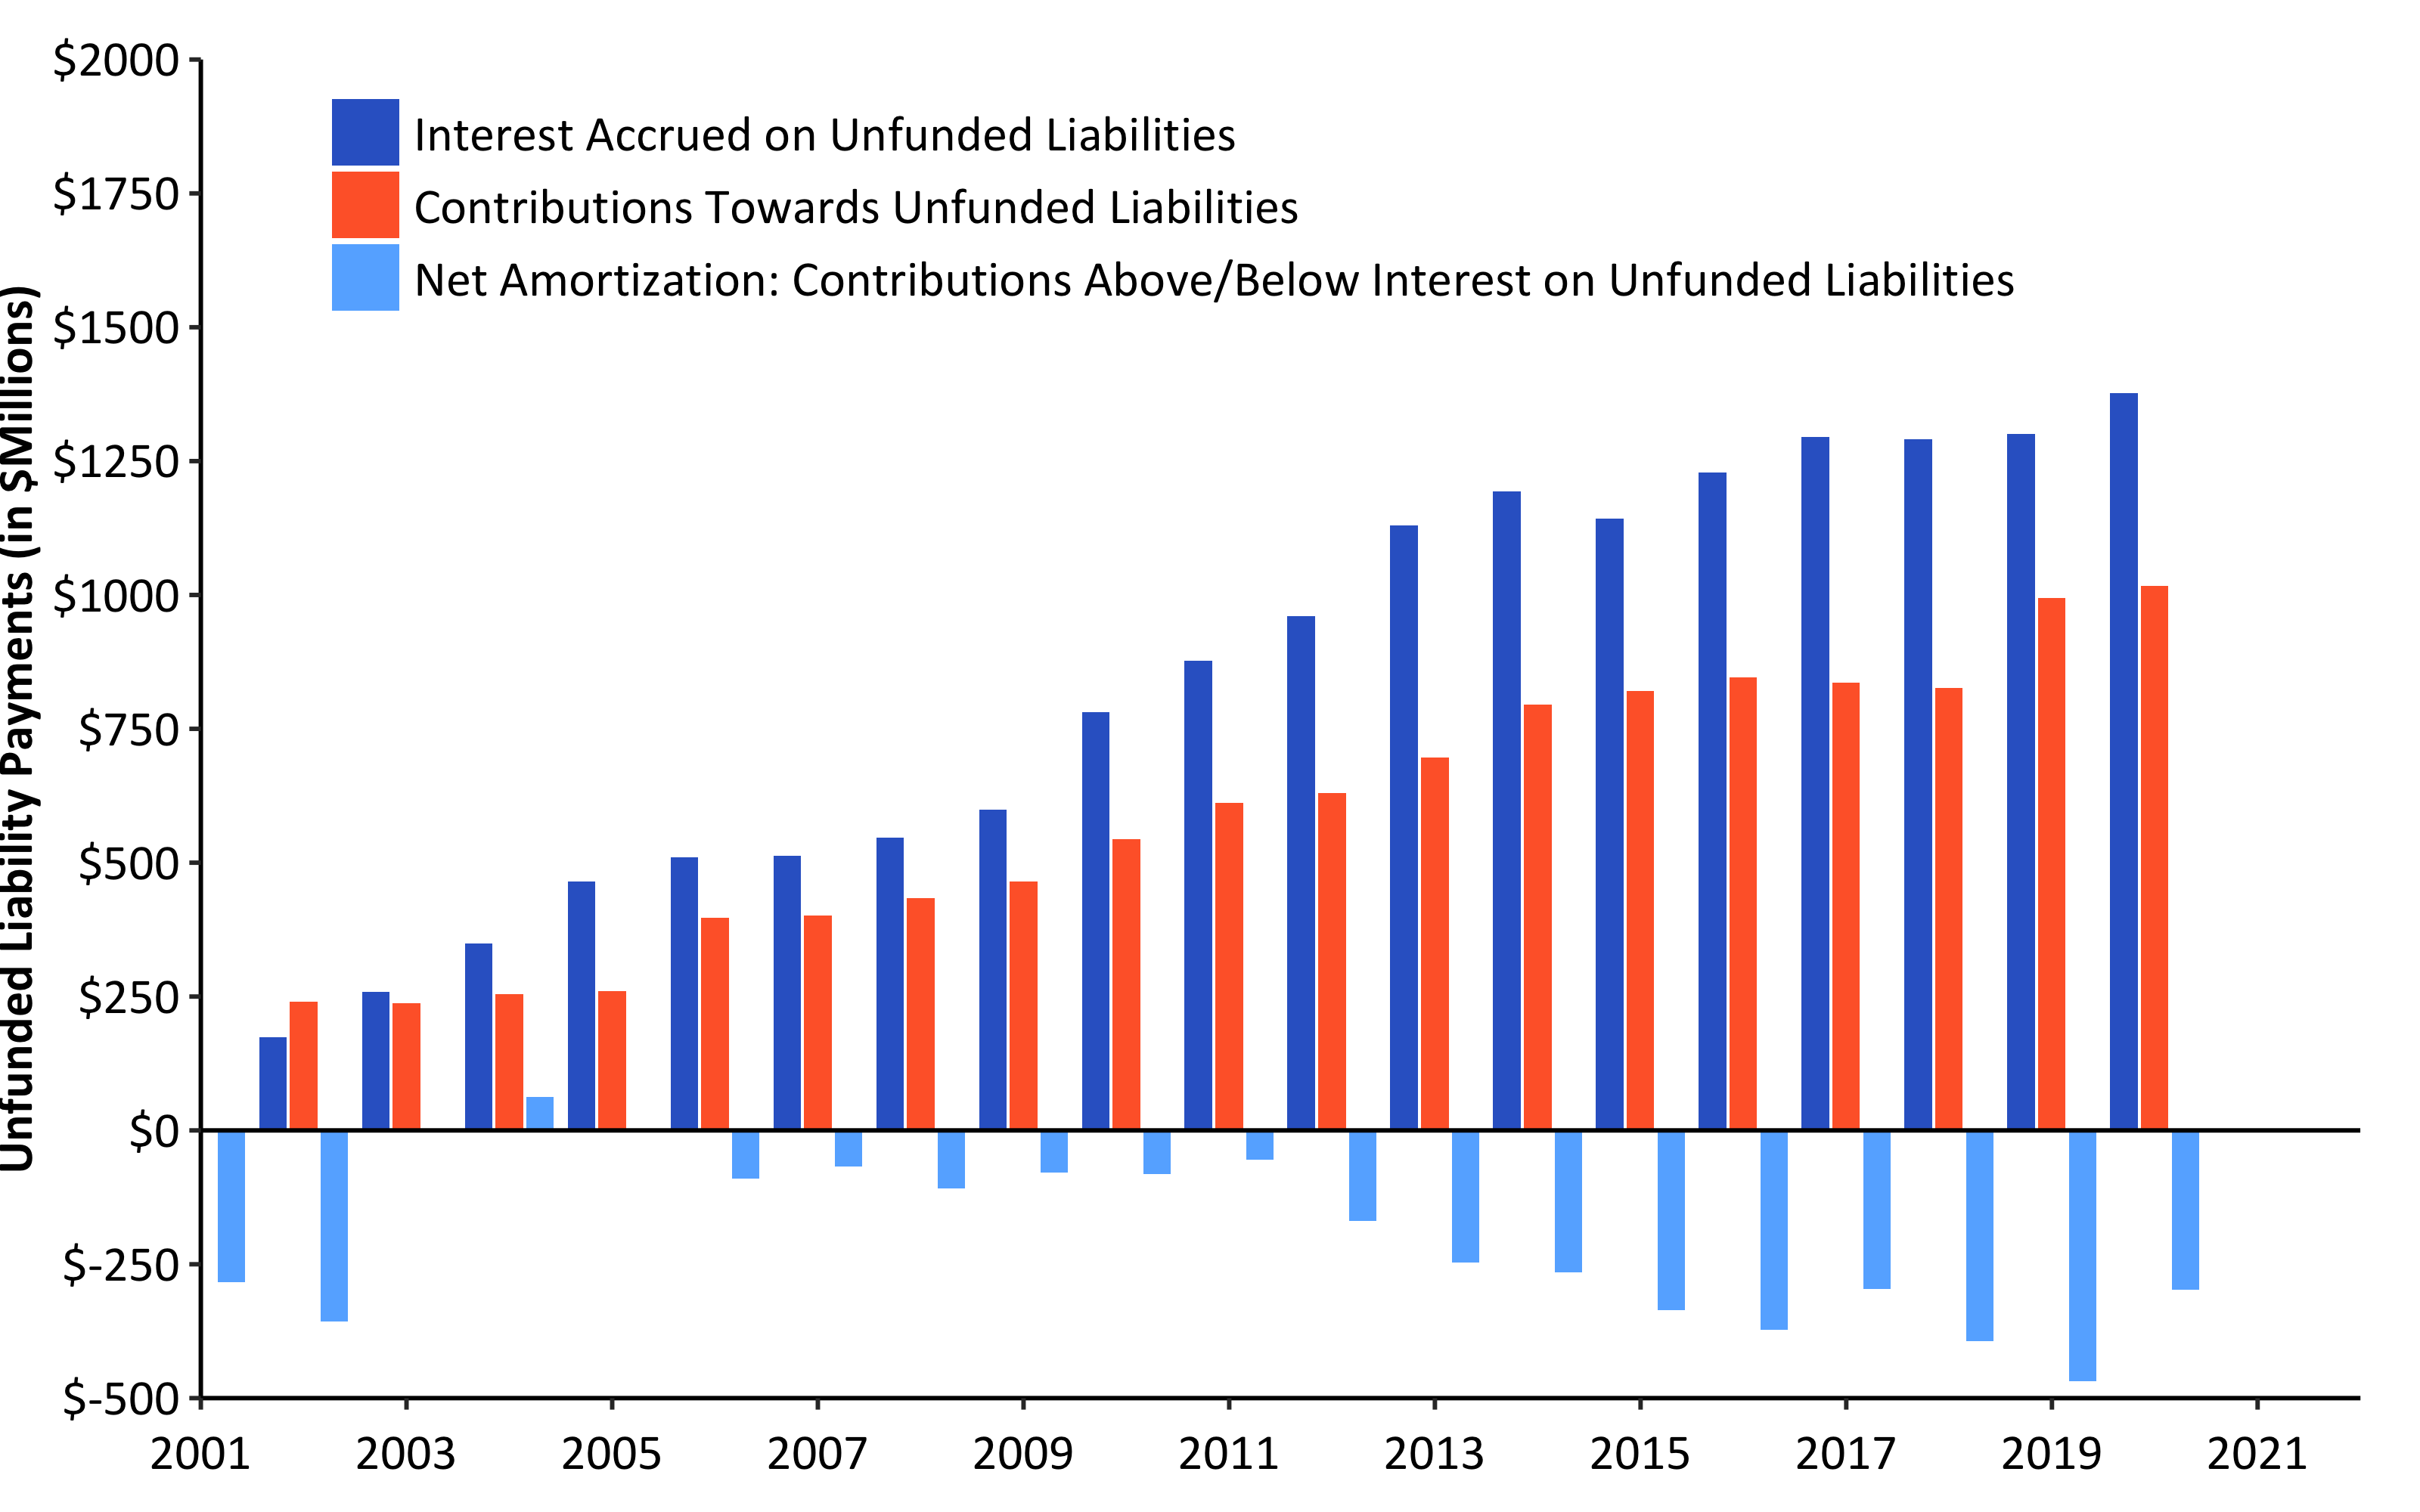 Unfunded Liability Payments (in $Millions)
$2000
$1750
$1500
$1250
$1000
$750
$500
$250
$0
$-250
$-500
Interest Accrued on Unfunded Liabilities
Contributions Towards Unfunded Liabilities
Net Amortization: Contributions Above/Below Interest on Unfunded Liabilities
2001 2003 2005 2007 2009 2011 2013 2015 2017 2019 2021